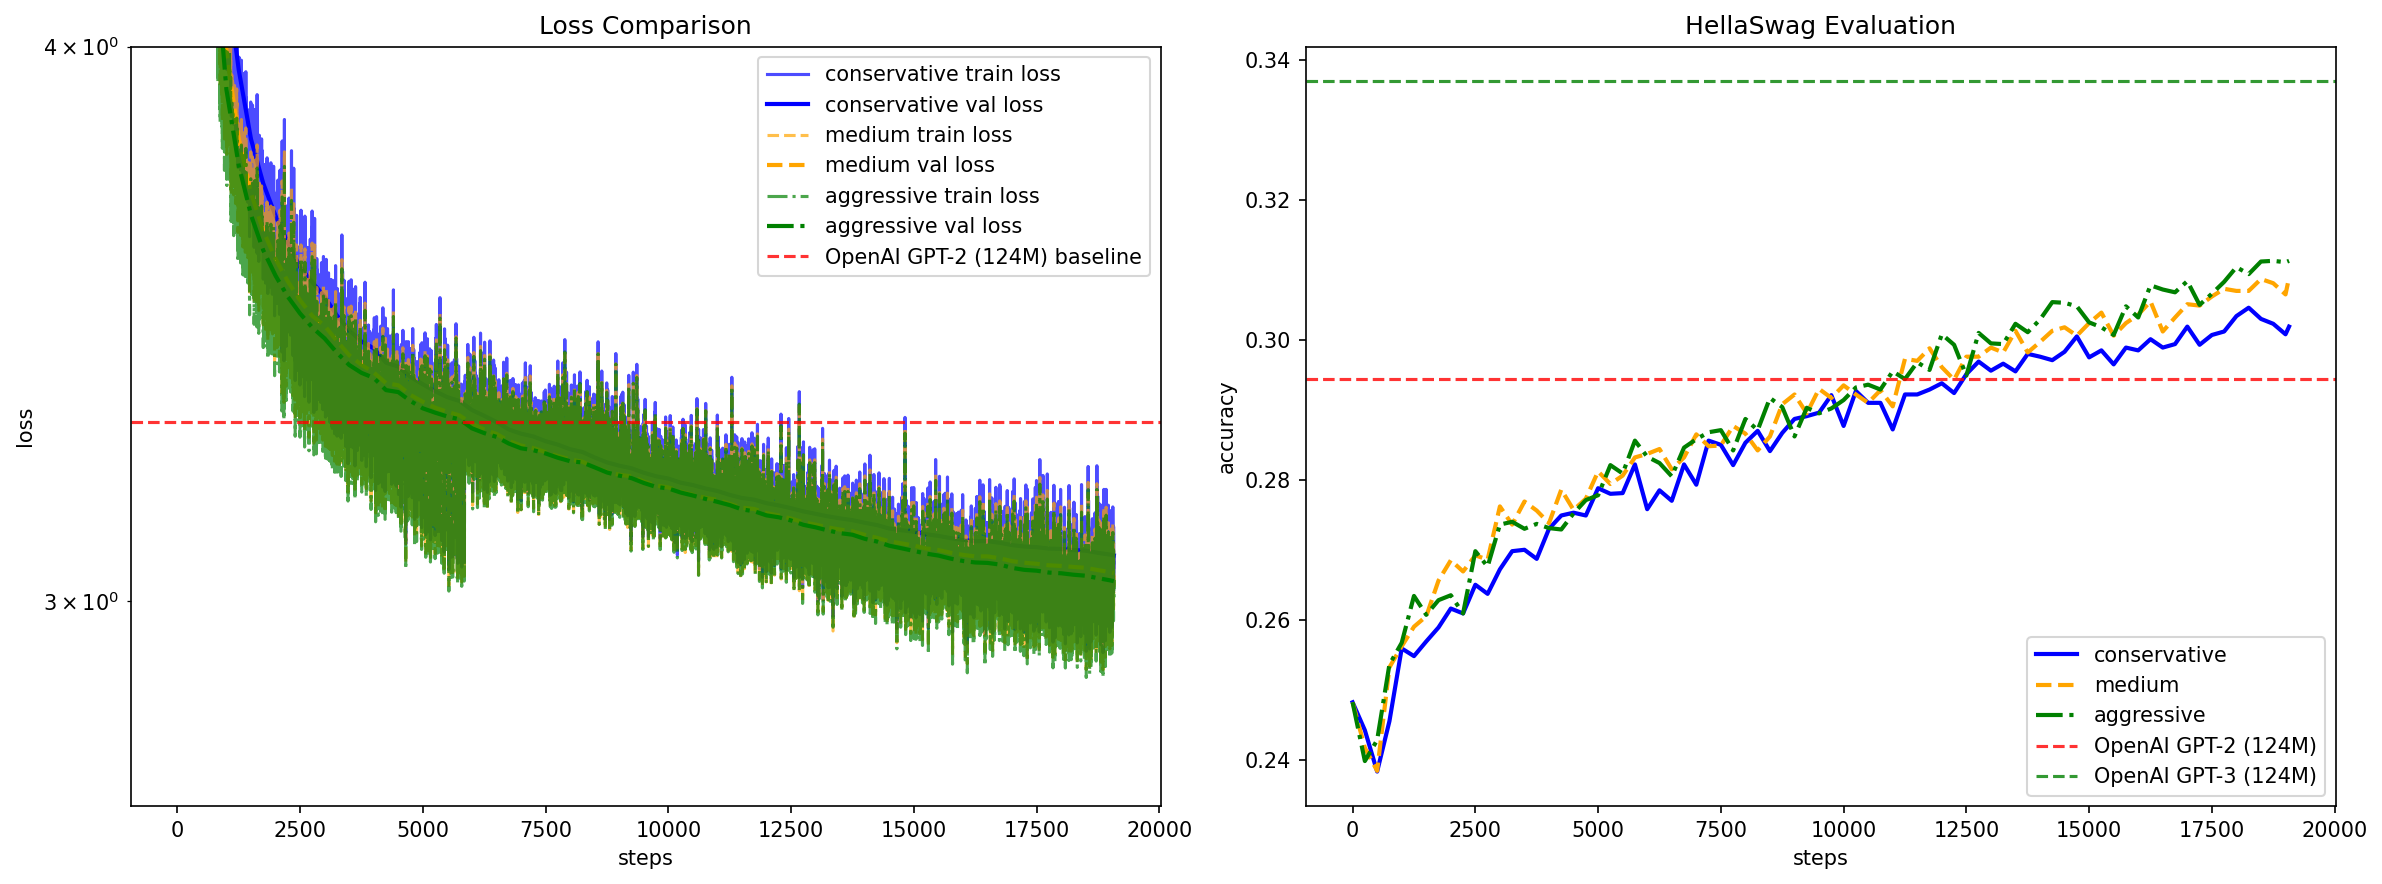 Loss Comparison
4 × 10⁰
3 × 10⁰
loss
conservative train loss
conservative val loss
medium train loss
medium val loss
aggressive train loss
aggressive val loss
OpenAI GPT-2 (124M) baseline
0 2500 5000 7500 10000 12500 15000 17500 20000
steps
HellaSwag Evaluation
0.34
0.32
0.30
0.28
0.26
0.24
accuracy
conservative
medium
aggressive
OpenAI GPT-2 (124M)
OpenAI GPT-3 (124M)
0 2500 5000 7500 10000 12500 15000 17500 20000
steps